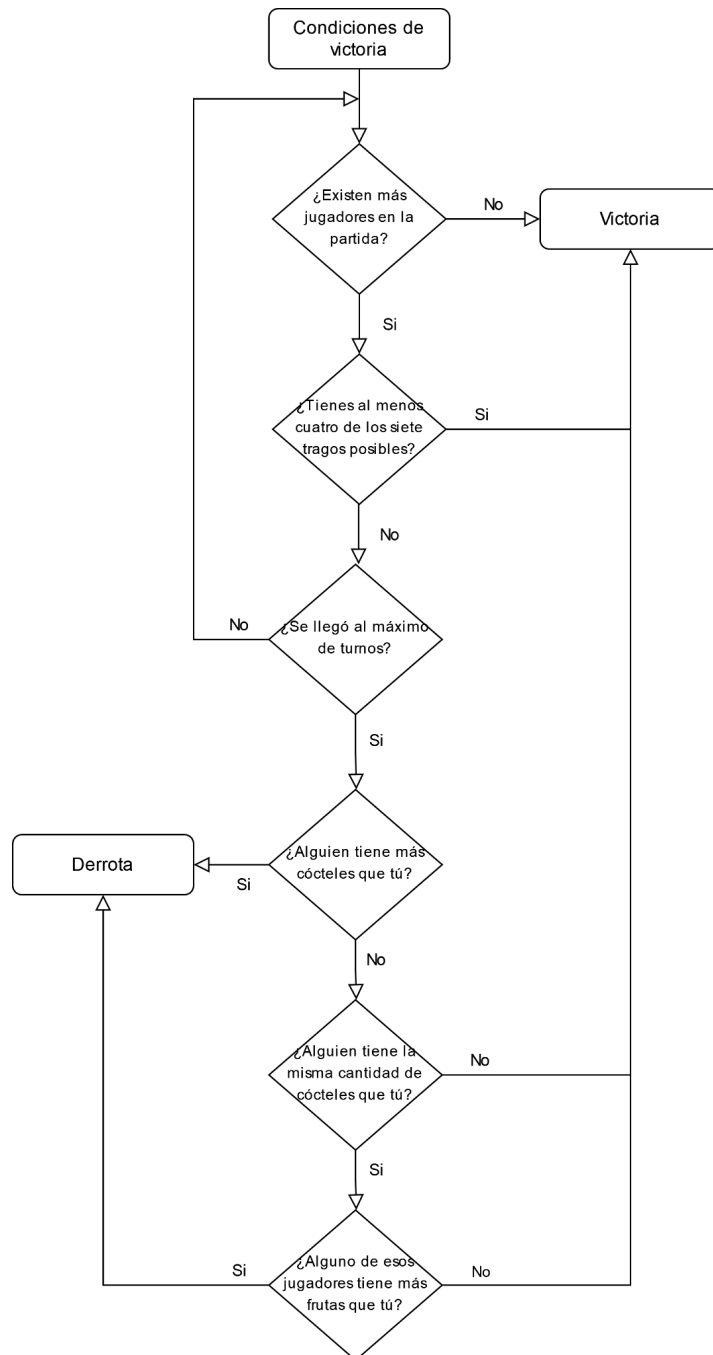 Condiciones de
victoria
¿Existen más
jugadores en la
partida?
No
Victoria
Si
¿Tienes al menos
cuatro de los siete
tragos posibles?
Si
No
¿Se llegó al máximo
de turnos?
No
Si
¿Alguien tiene más
cócteles que tú?
Derrota
Si
No
¿Alguien tiene la
misma cantidad de
cócteles que tú?
No
Si
¿Alguno de esos
jugadores tiene más
frutas que tú?
Si
No